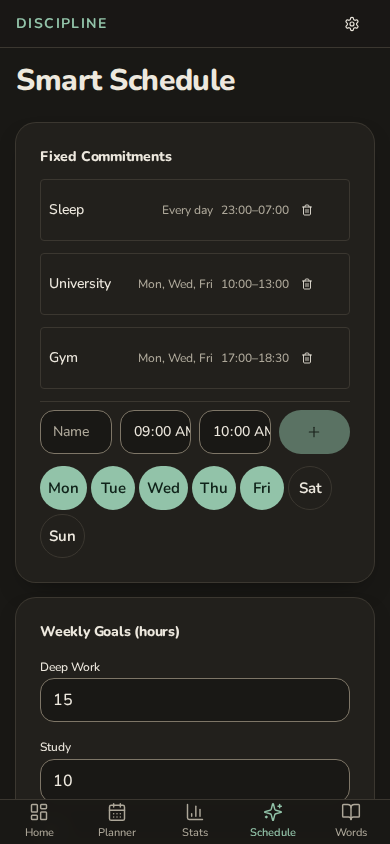 DISCIPLINE
Smart Schedule
Fixed Commitments
Sleep Every day 23:00–07:00
University Mon, Wed, Fri 10:00–13:00
Gym Mon, Wed, Fri 17:00–18:30
Name 09:00 AM 10:00 AM +
Mon Tue Wed Thu Fri Sat
Sun
Weekly Goals (hours)
Deep Work
15
Study
10
Home Planner Stats Schedule Words